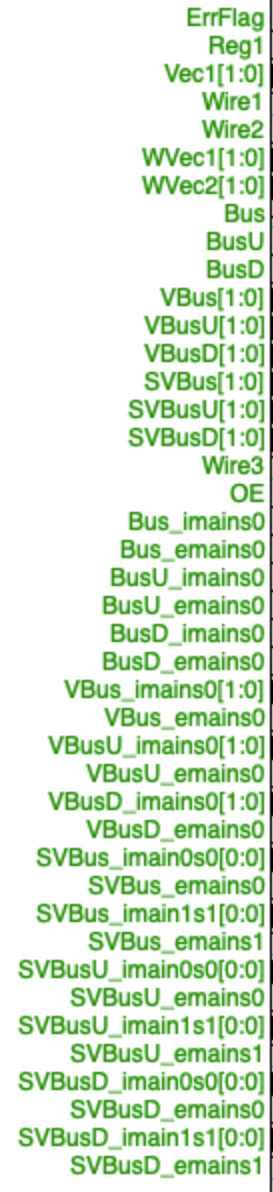 ErrFlag
Reg1
Vec1[1:0]
Wire1
Wire2
WVec1[1:0]
WVec2[1:0]
Bus
BusU
BusD
VBus[1:0]
VBusU[1:0]
VBusD[1:0]
SVBus[1:0]
SVBusU[1:0]
SVBusD[1:0]
Wire3
OE
Bus_imains0
Bus_emains0
BusU_imains0
BusU_emains0
BusD_imains0
BusD_emains0
VBus_imains0[1:0]
VBus_emains0
VBusU_imains0[1:0]
VBusU_emains0
VBusD_imains0[1:0]
VBusD_emains0
SVBus_imain0s0[0:0]
SVBus_emains0
SVBus_imain1s1[0:0]
SVBus_emains1
SVBusU_imain0s0[0:0]
SVBusU_emains0
SVBusU_imain1s1[0:0]
SVBusU_emains1
SVBusD_imain0s0[0:0]
SVBusD_emains0
SVBusD_imain1s1[0:0]
SVBusD_emains1